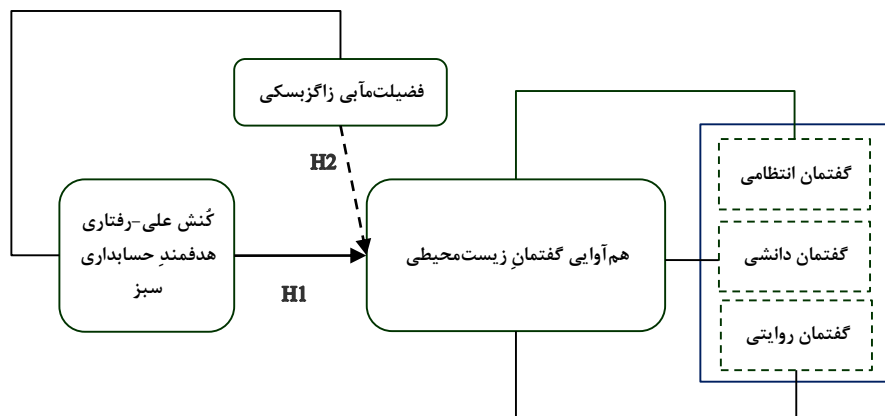 فضیلت‌مآبی زاگزبسکی
H2
کُنش علی-رفتاری
هدفمندِ حسابداری
سبز
H1
هم‌آوایی گفتمانِ زیست‌محیطی
گفتمان انتظامی
گفتمان دانشی
گفتمان روایتی